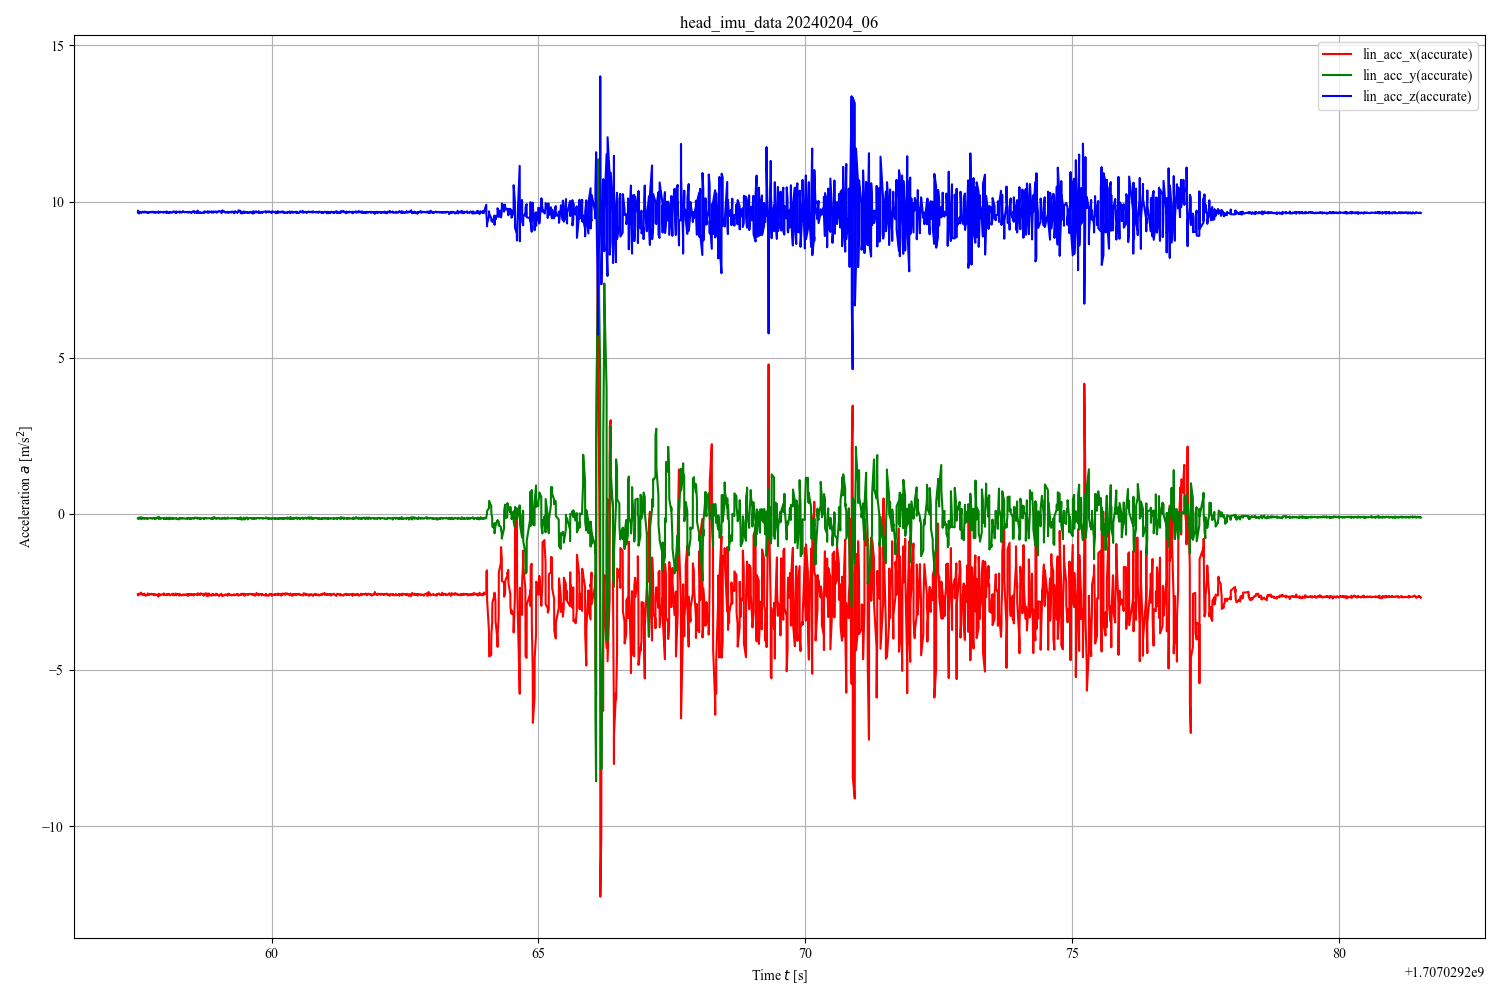 head_imu_data 20240204_06
lin_acc_x(accurate)
lin_acc_y(accurate)
lin_acc_z(accurate)
15
10
5
0
−5
−10
Acceleration a [m/s²]
60
65
70
75
80
Time t [s]
+1.7070292e9